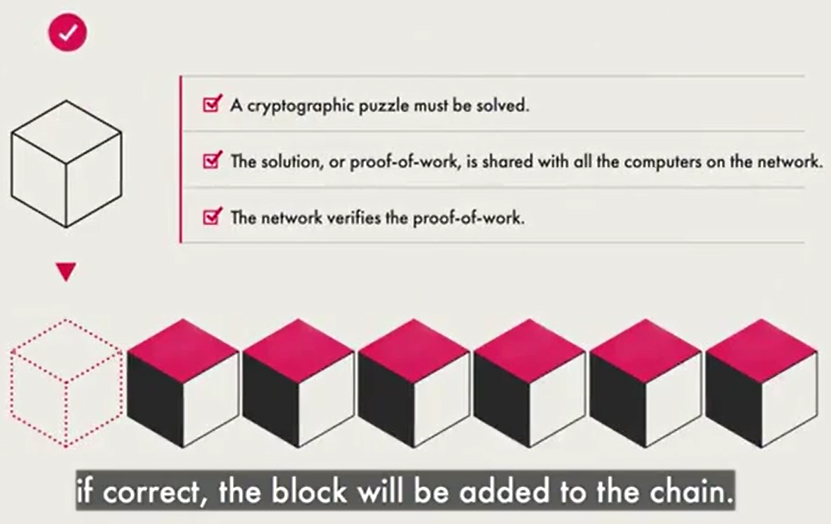 A cryptographic puzzle must be solved.
The solution, or proof-of-work, is shared with all the computers on the network.
The network verifies the proof-of-work.
if correct, the block will be added to the chain.